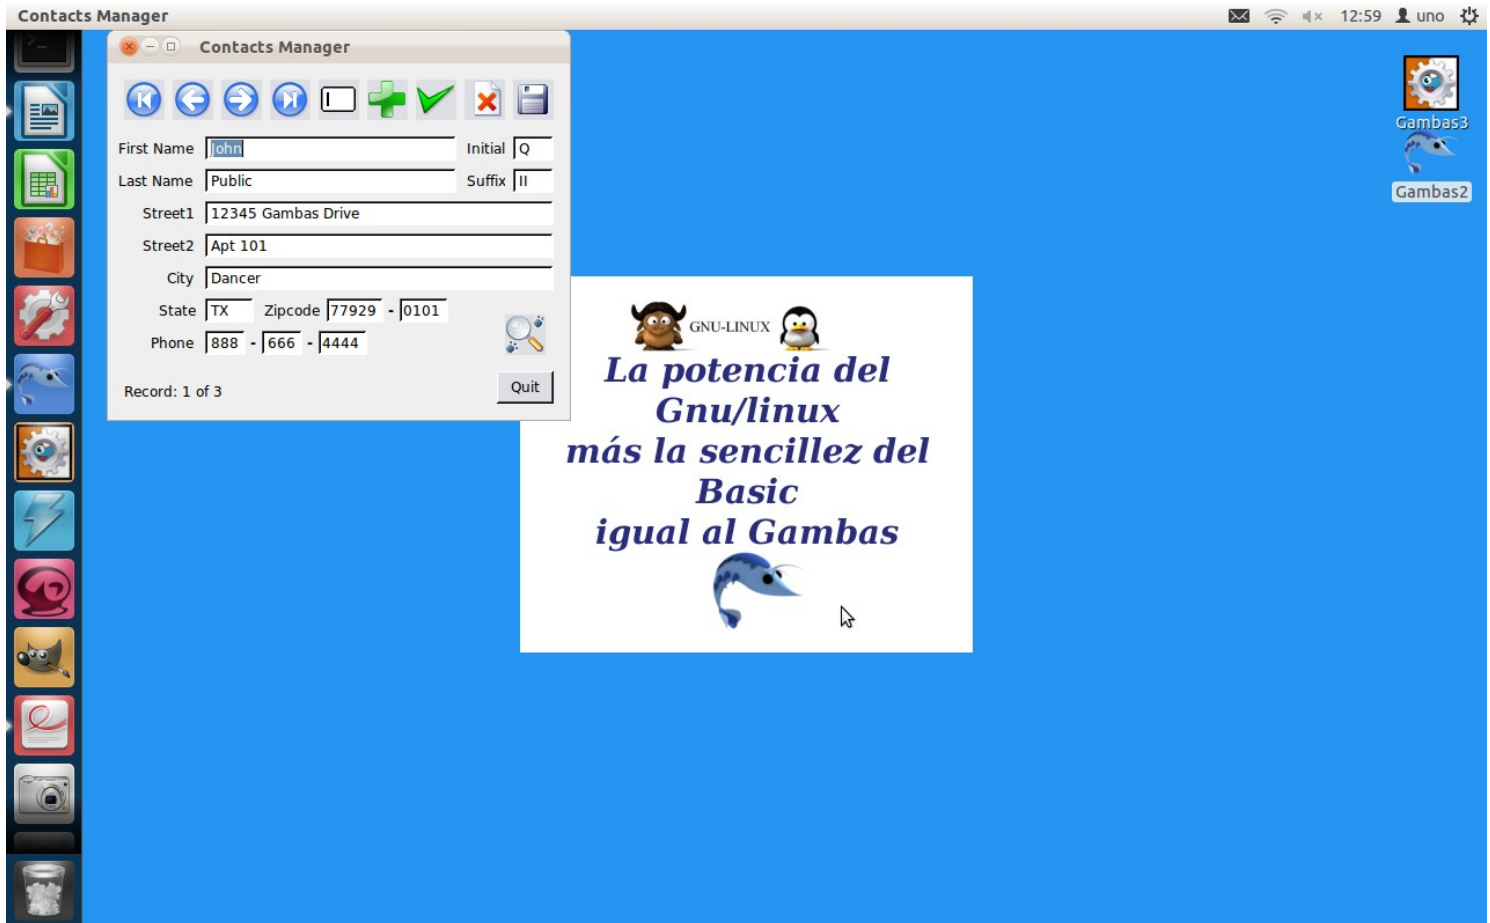 Contacts Manager
12:59 uno
Contacts Manager
First Name John Initial Q
Last Name Public Suffix II
Street1 12345 Gambas Drive
Street2 Apt 101
City Dancer
State TX Zipcode 77929 - 0101
Phone 888 - 666 - 4444
Record: 1 of 3 Quit
Gambas3
Gambas2
GNU-LINUX
La potencia del
Gnu/linux
más la sencillez del
Basic
igual al Gambas